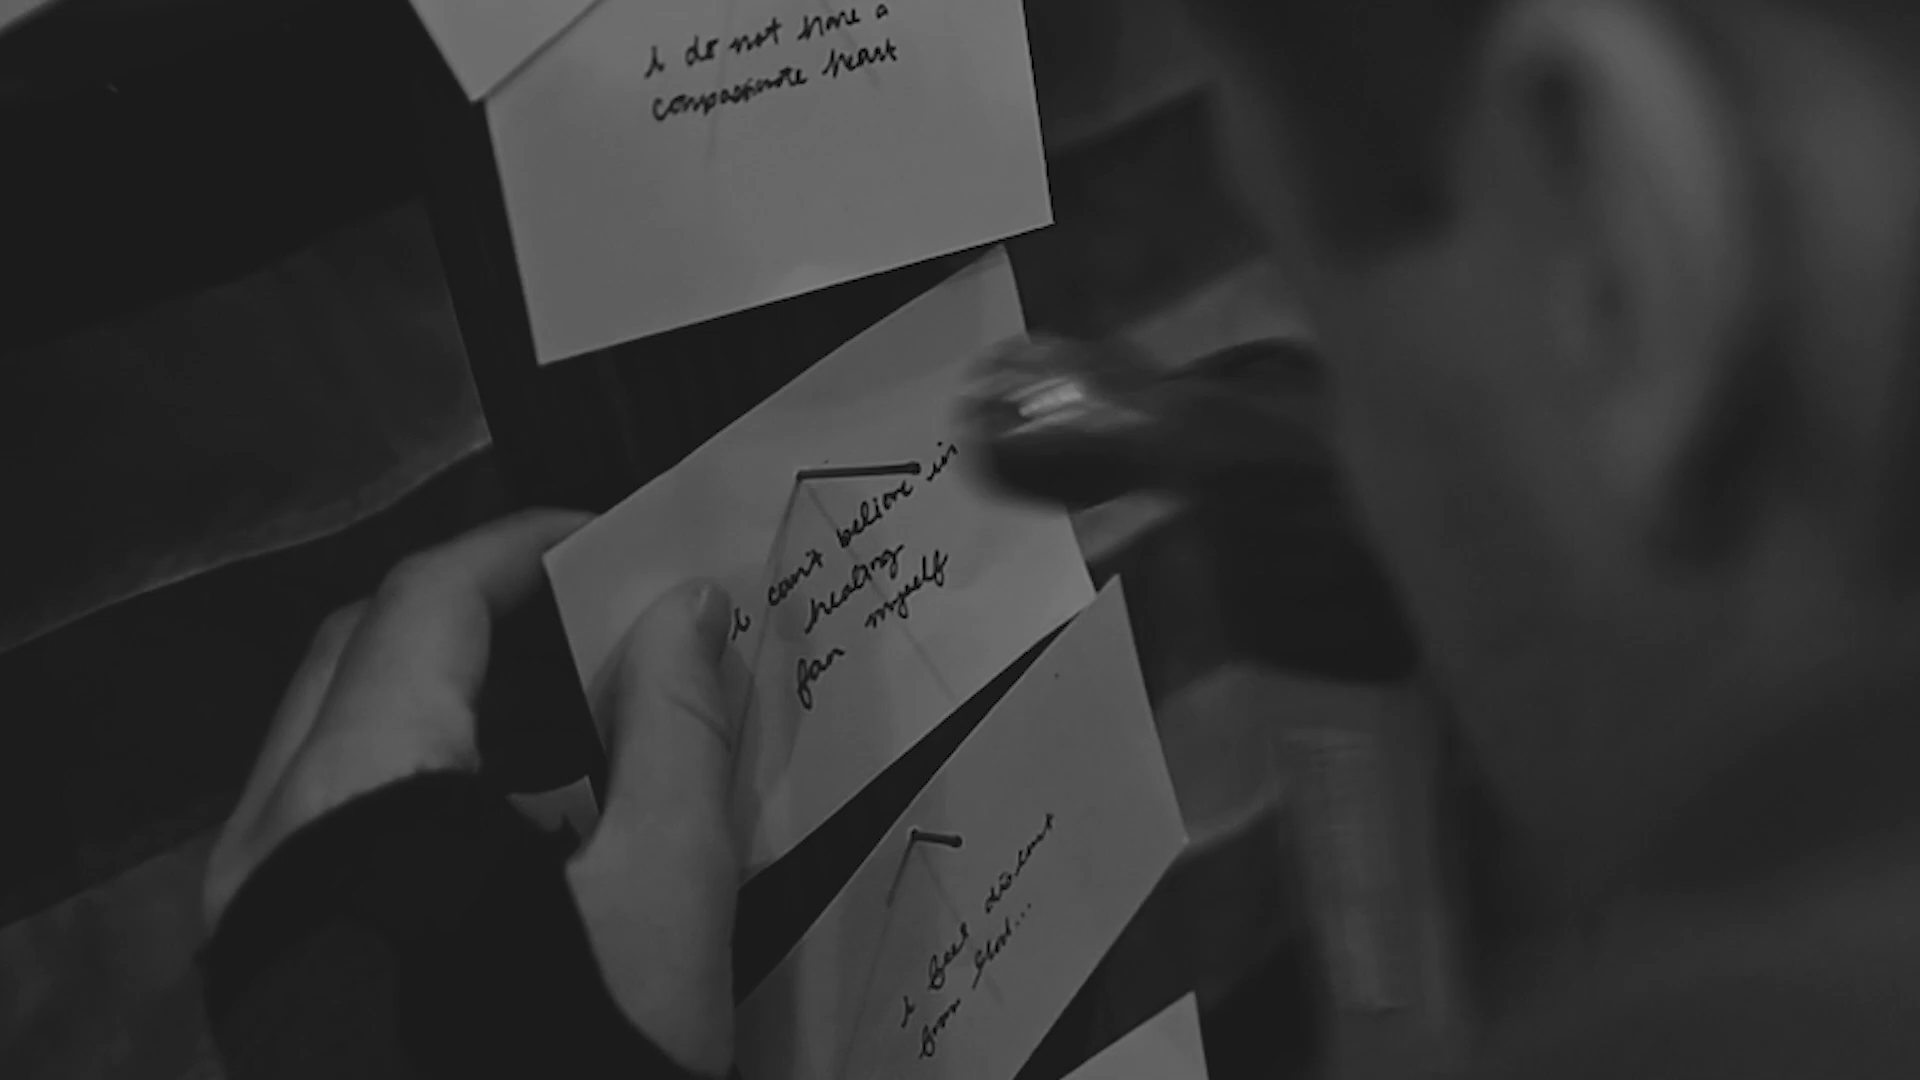 i do not have a
compassionate heart
i can't believe in
healing
for myself
i feel distant
from God...